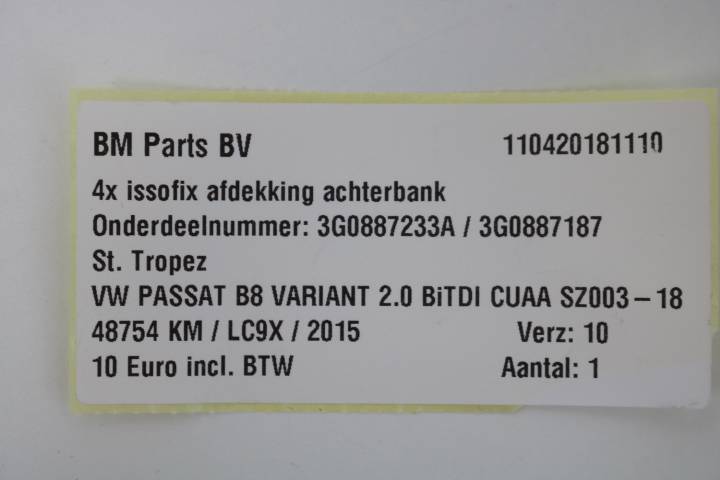 BM Parts BV 110420181110
4x issofix afdekking achterbank
Onderdeelnummer: 3G0887233A / 3G0887187
St. Tropez
VW PASSAT B8 VARIANT 2.0 BiTDI CUAA SZ003-18
48754 KM / LC9X / 2015 Verz: 10
10 Euro incl. BTW Aantal: 1